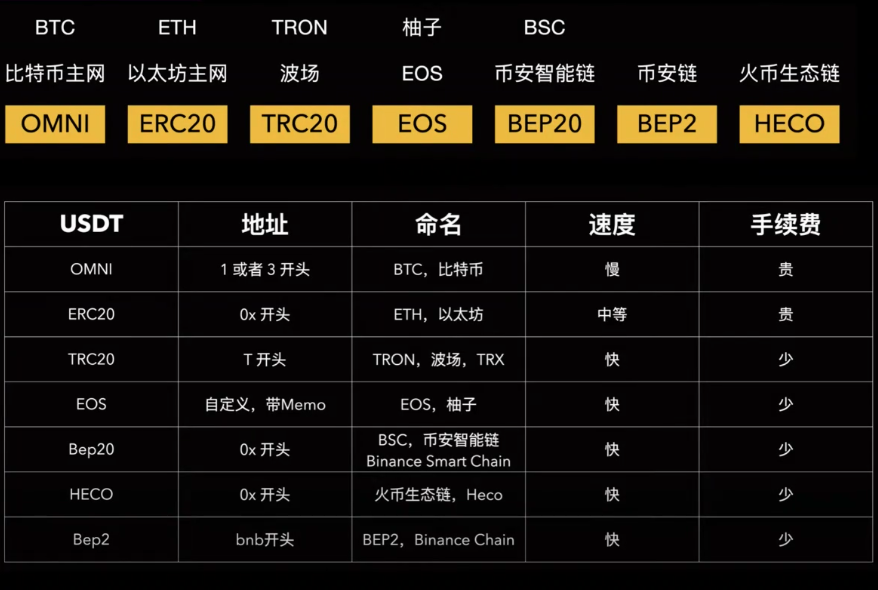 BTC ETH TRON 柚子 BSC
比特币主网 以太坊主网 波场 EOS 币安智能链 币安链 火币生态链
OMNI ERC20 TRC20 EOS BEP20 BEP2 HECO
USDT 地址 命名 速度 手续费
OMNI 1 或者 3 开头 BTC，比特币 慢 贵
ERC20 0x 开头 ETH，以太坊 中等 贵
TRC20 T 开头 TRON，波场，TRX 快 少
EOS 自定义，带Memo EOS，柚子 快 少
Bep20 0x 开头 BSC，币安智能链 快 少
Binance Smart Chain
HECO 0x 开头 火币生态链，Heco 快 少
Bep2 bnb开头 BEP2，Binance Chain 快 少